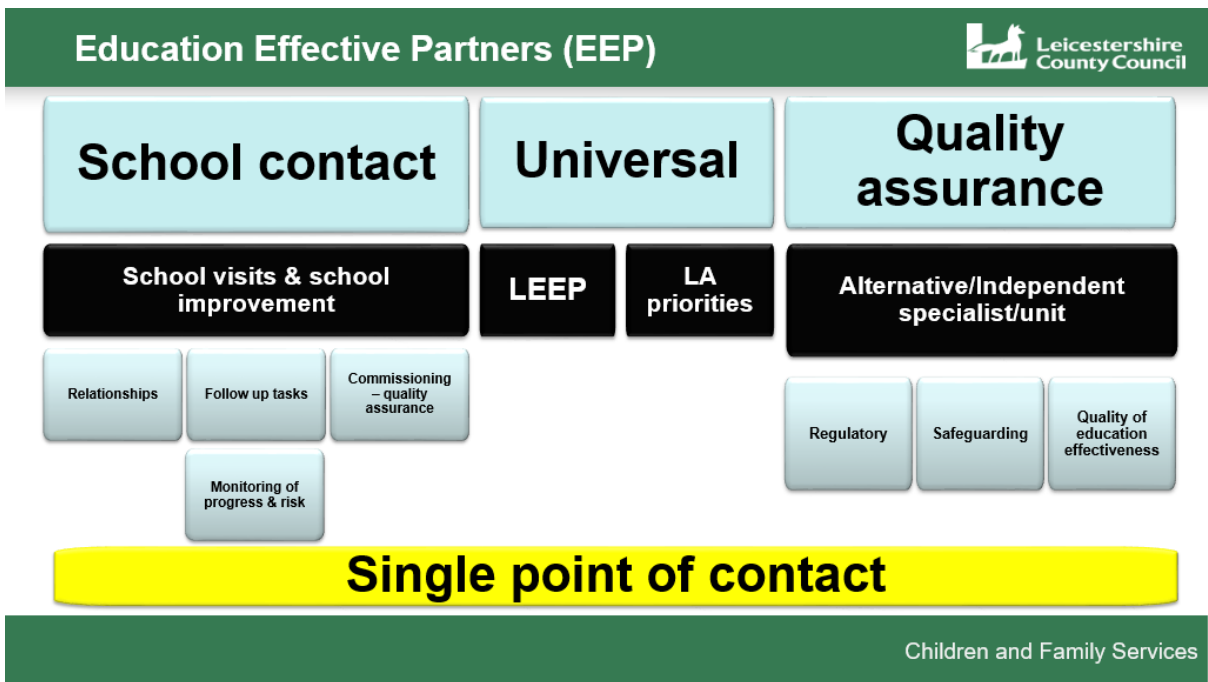 Education Effective Partners (EEP)
Leicestershire
County Council
School contact
Universal
Quality
assurance
School visits & school
improvement
LEEP
LA
priorities
Alternative/Independent
specialist/unit
Relationships
Follow up tasks
Commissioning
– quality
assurance
Monitoring of
progress & risk
Regulatory
Safeguarding
Quality of
education
effectiveness
Single point of contact
Children and Family Services